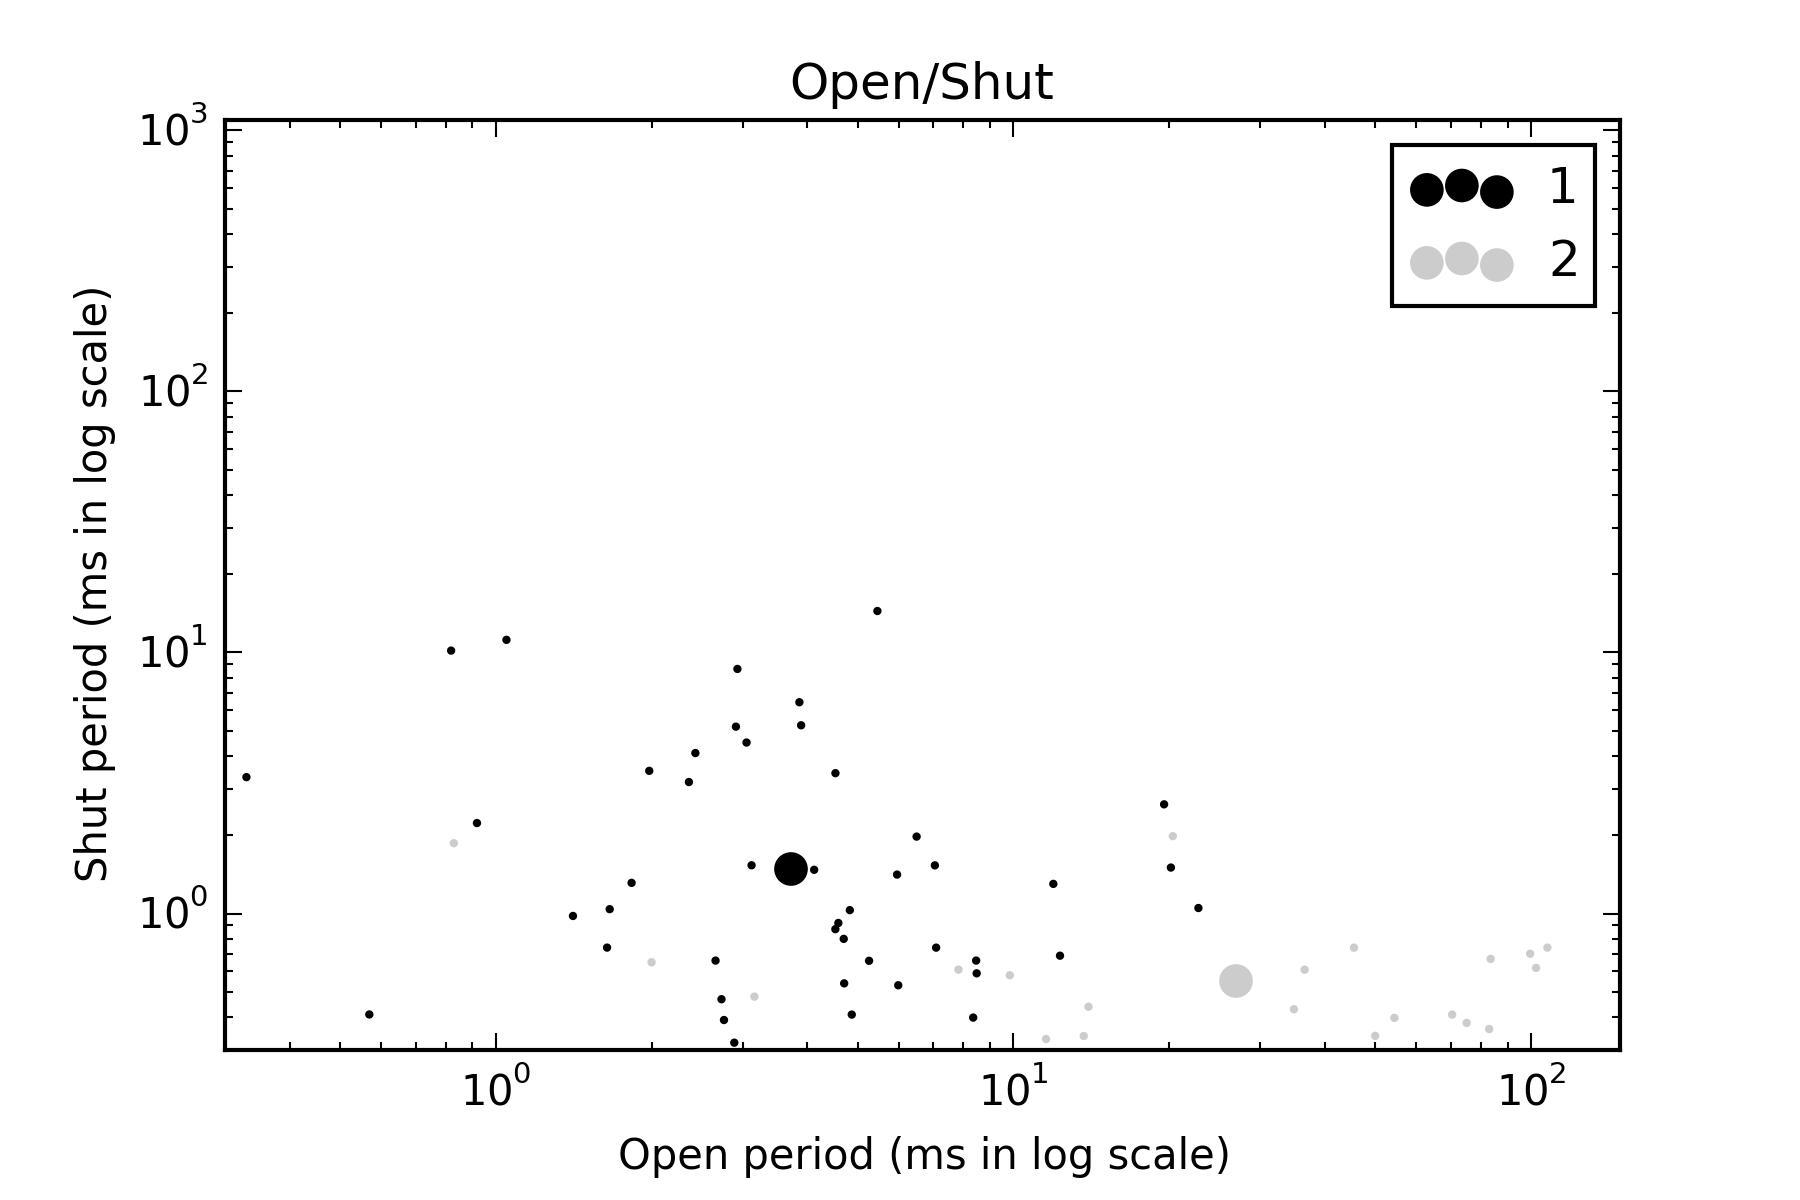 Open/Shut
10³
10²
10¹
10⁰
Shut period (ms in log scale)
1
2
10⁰ 10¹ 10²
Open period (ms in log scale)